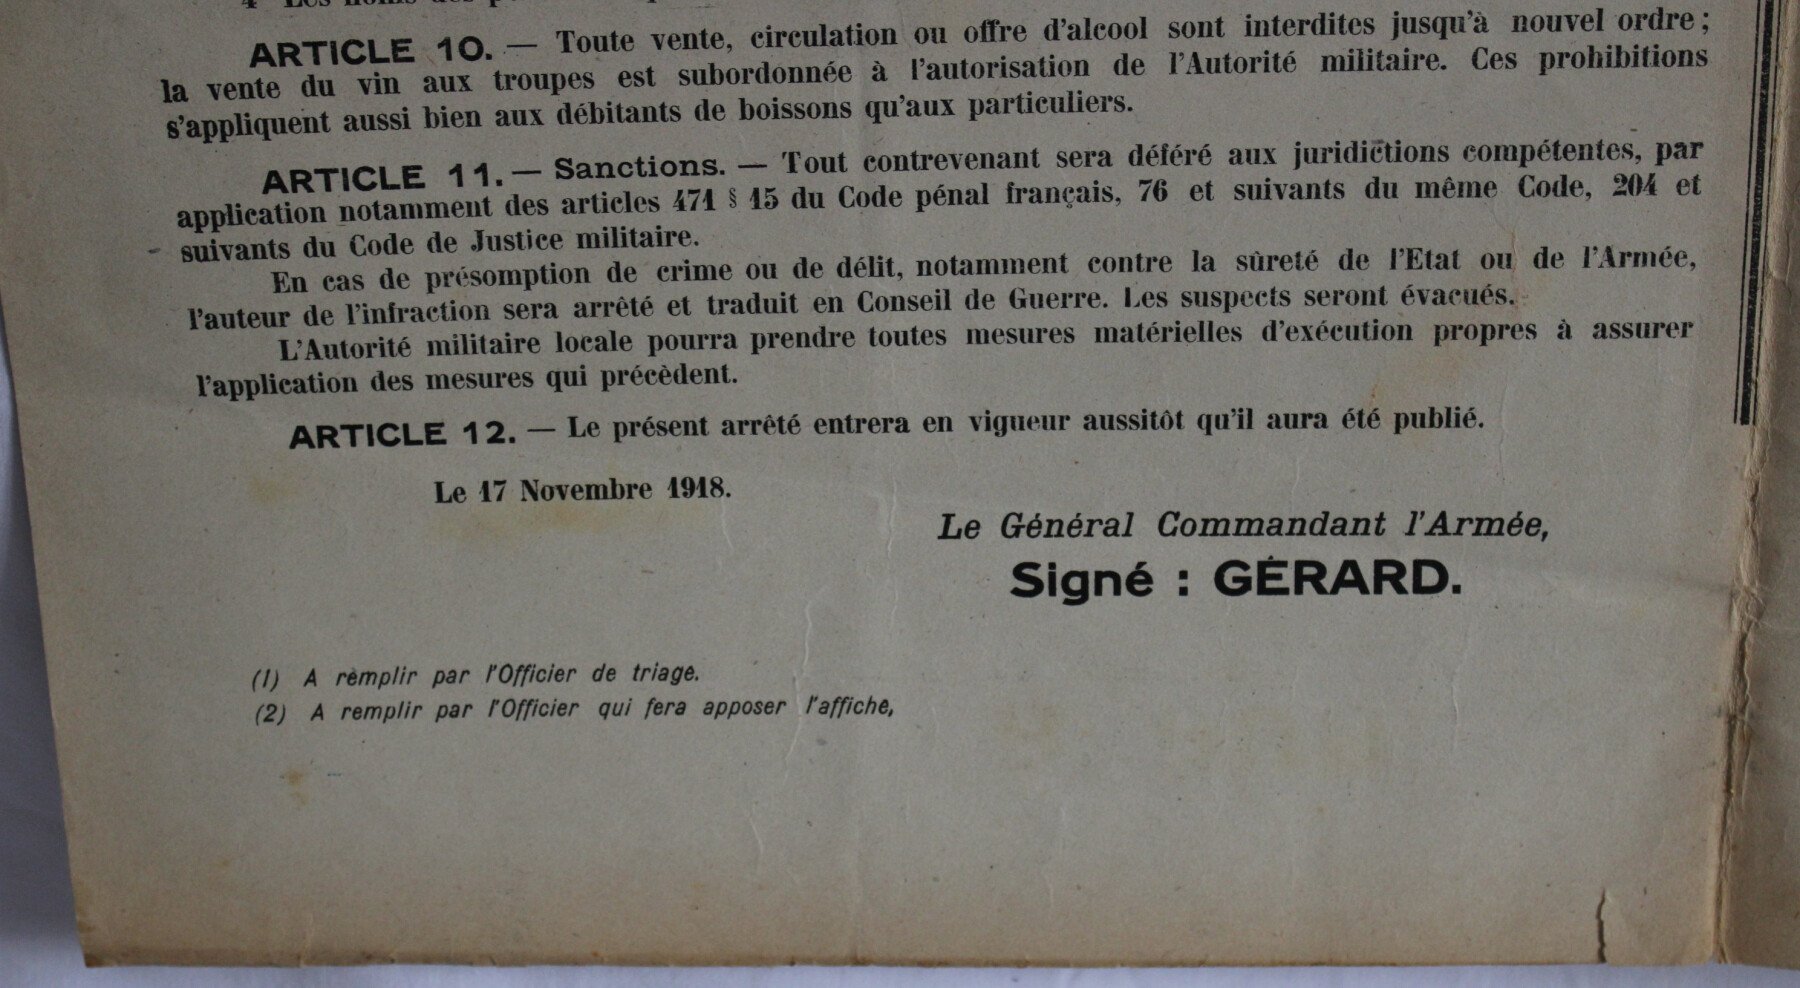 4° Les noms des
ARTICLE 10. — Toute vente, circulation ou offre d'alcool sont interdites jusqu'à nouvel ordre ;
la vente du vin aux troupes est subordonnée à l'autorisation de l'Autorité militaire. Ces prohibitions
s'appliquent aussi bien aux débitants de boissons qu'aux particuliers.
ARTICLE 11. — Sanctions. — Tout contrevenant sera déféré aux juridictions compétentes, par
application notamment des articles 471 § 15 du Code pénal français, 76 et suivants du même Code, 204 et
suivants du Code de Justice militaire.
En cas de présomption de crime ou de délit, notamment contre la sûreté de l'Etat ou de l'Armée,
l'auteur de l'infraction sera arrêté et traduit en Conseil de Guerre. Les suspects seront évacués.
L'Autorité militaire locale pourra prendre toutes mesures matérielles d'exécution propres à assurer
l'application des mesures qui précèdent.
ARTICLE 12. — Le présent arrêté entrera en vigueur aussitôt qu'il aura été publié.
Le 17 Novembre 1918.
Le Général Commandant l'Armée,
Signé : GÉRARD.
(1) A remplir par l'Officier de triage.
(2) A remplir par l'Officier qui fera apposer l'affiche,